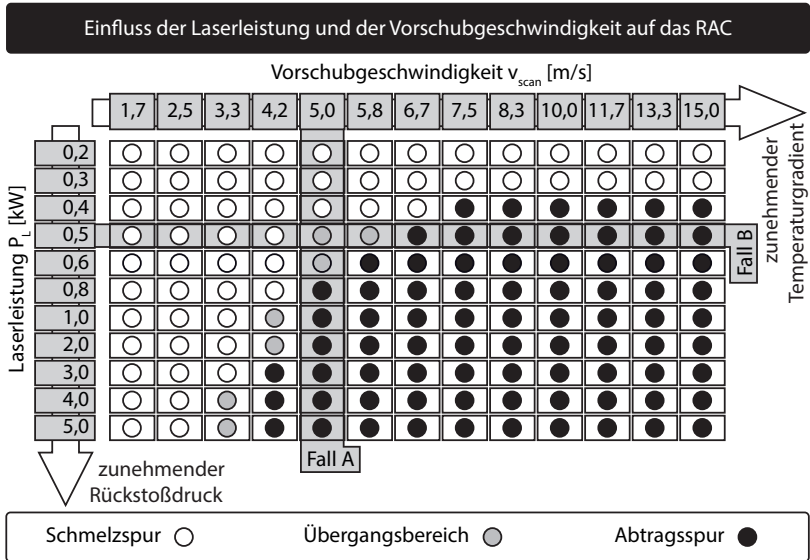 Einfluss der Laserleistung und der Vorschubgeschwindigkeit auf das RAC
Vorschubgeschwindigkeit v_scan [m/s]
1,7 2,5 3,3 4,2 5,0 5,8 6,7 7,5 8,3 10,0 11,7 13,3 15,0
Laserleistung P_L [kW]
0,2
0,3
0,4
0,5
0,6
0,8
1,0
2,0
3,0
4,0
5,0
Fall B
zunehmender
Temperaturgradient
Fall A
zunehmender
Rückstoßdruck
Schmelzspur Übergangsbereich Abtragsspur